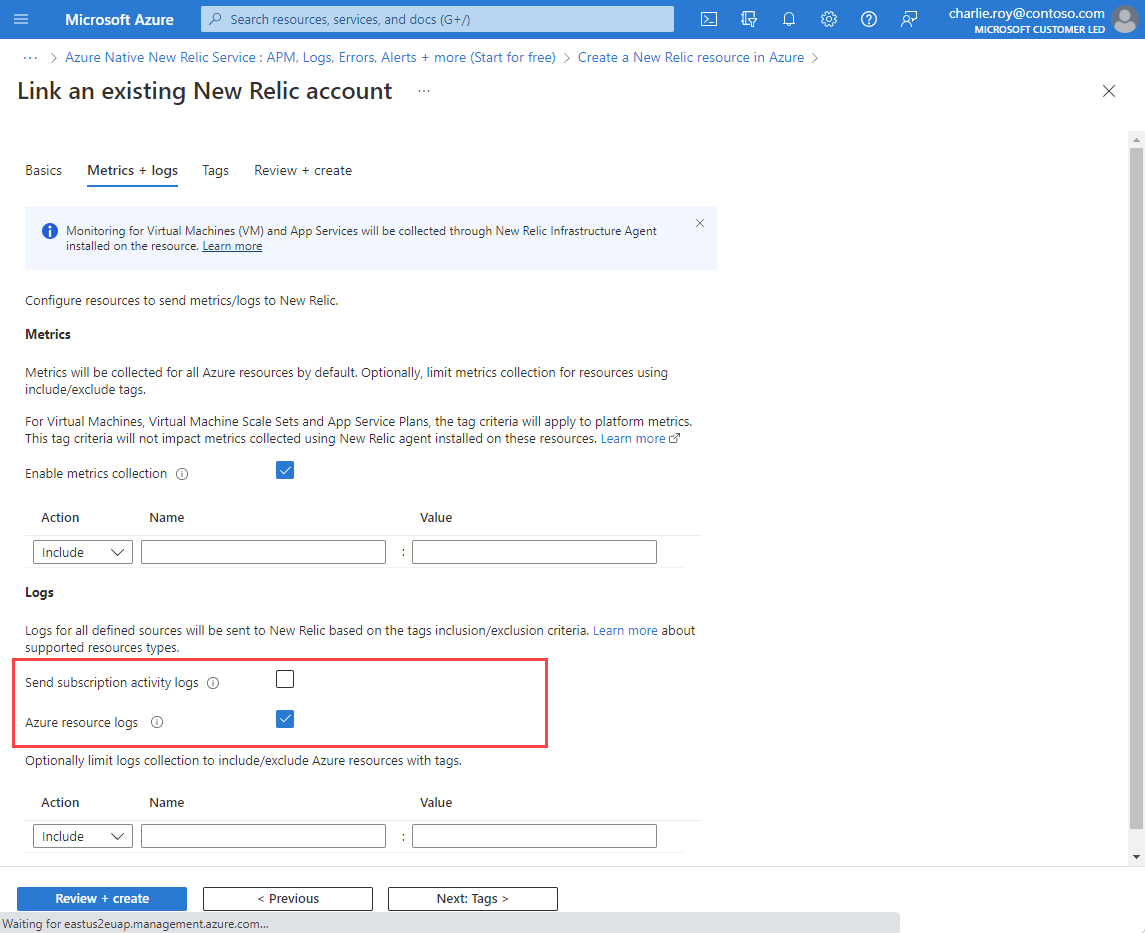 Microsoft Azure
Search resources, services, and docs (G+/)
charlie.roy@contoso.com
MICROSOFT CUSTOMER LED
··· > Azure Native New Relic Service : APM, Logs, Errors, Alerts + more (Start for free) > Create a New Relic resource in Azure >
Link an existing New Relic account ···
Basics Metrics + logs Tags Review + create
Monitoring for Virtual Machines (VM) and App Services will be collected through New Relic Infrastructure Agent
installed on the resource. Learn more
Configure resources to send metrics/logs to New Relic.
Metrics
Metrics will be collected for all Azure resources by default. Optionally, limit metrics collection for resources using
include/exclude tags.
For Virtual Machines, Virtual Machine Scale Sets and App Service Plans, the tag criteria will apply to platform metrics.
This tag criteria will not impact metrics collected using New Relic agent installed on these resources. Learn more
Enable metrics collection
Action Name Value
Include :
Logs
Logs for all defined sources will be sent to New Relic based on the tags inclusion/exclusion criteria. Learn more about
supported resources types.
Send subscription activity logs
Azure resource logs
Optionally limit logs collection to include/exclude Azure resources with tags.
Action Name Value
Include :
Review + create < Previous Next: Tags >
Waiting for eastus2euap.management.azure.com...